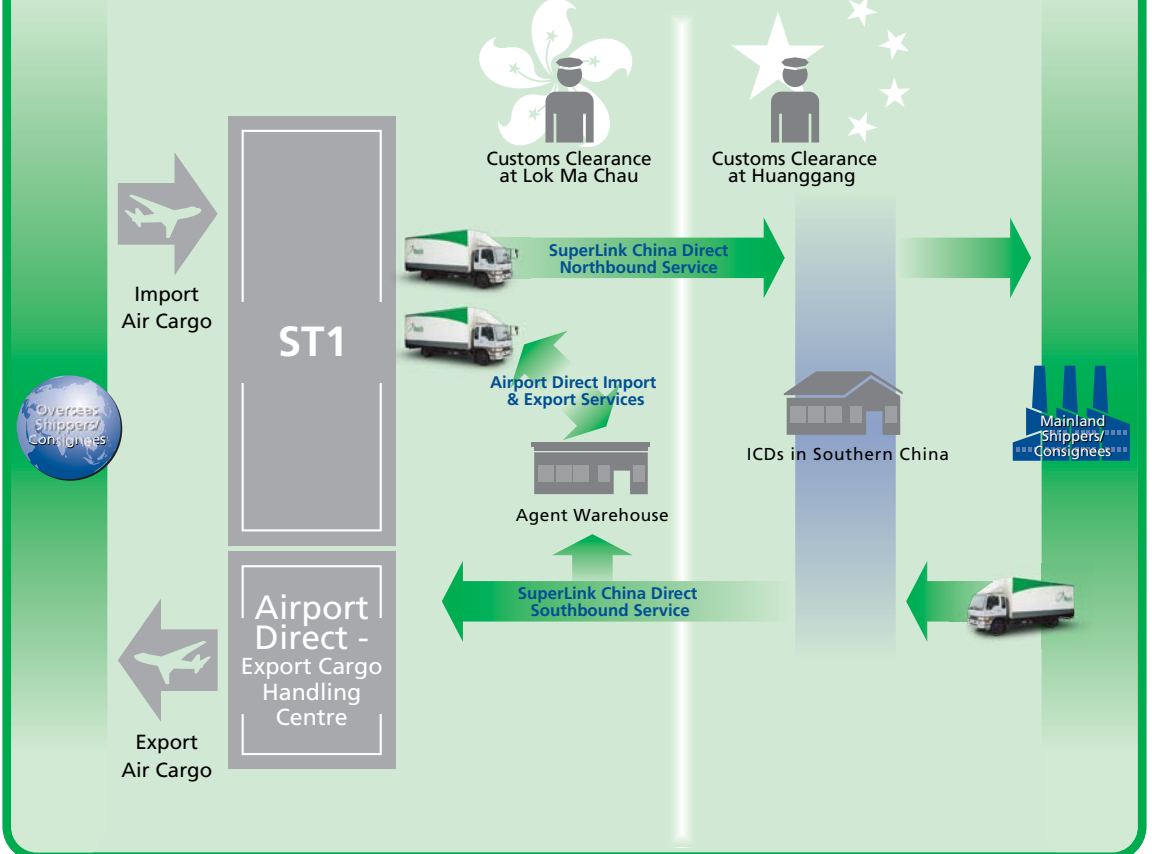 Customs Clearance
at Lok Ma Chau
Customs Clearance
at Huanggang
SuperLink China Direct
Northbound Service
Import
Air Cargo
ST1
Airport Direct Import
& Export Services
Overseas
Shippers/
Consignees
Mainland
Shippers/
Consignees
ICDs in Southern China
Agent Warehouse
SuperLink China Direct
Southbound Service
Airport
Direct -
Export Cargo
Handling
Centre
Export
Air Cargo